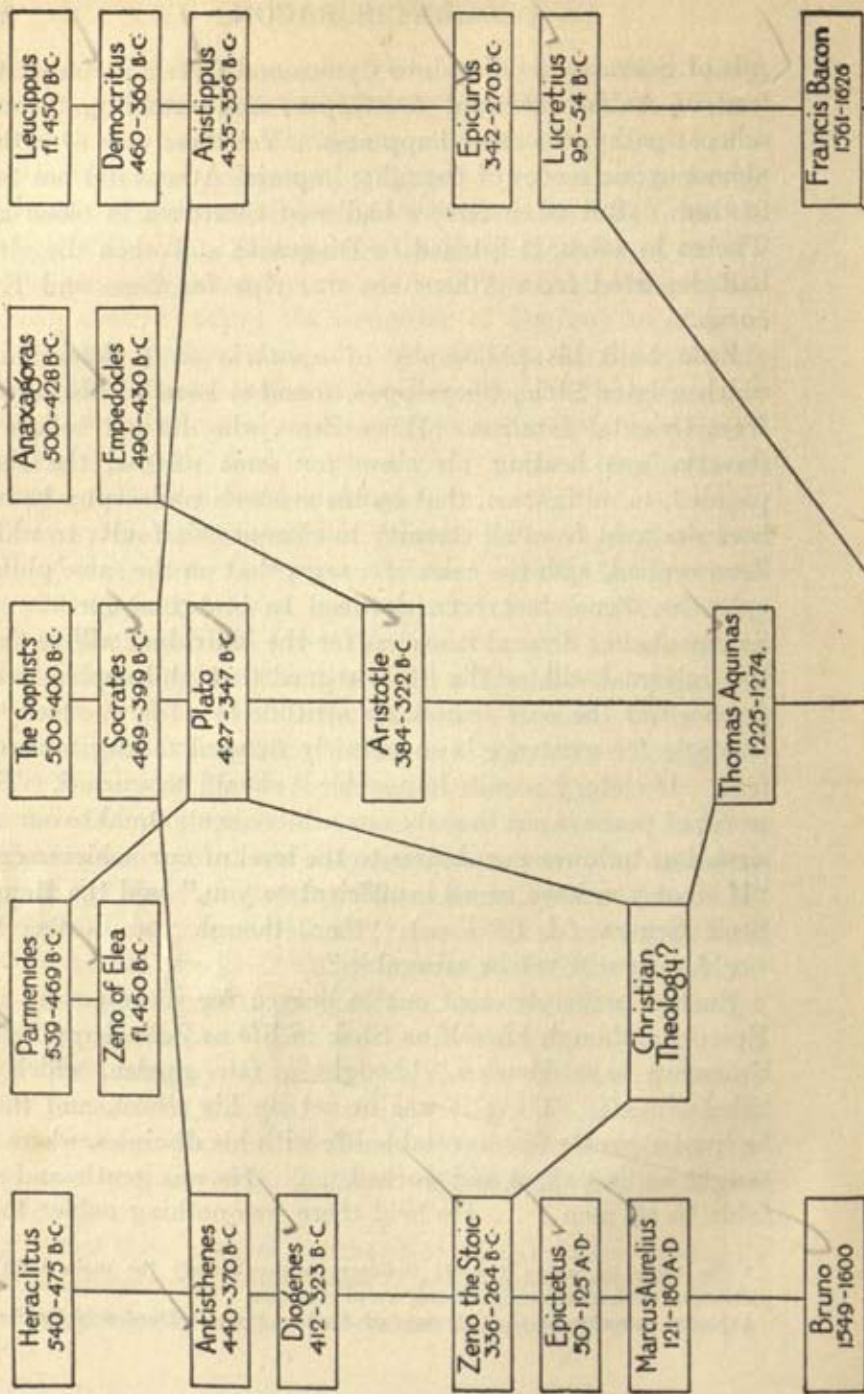 Heraclitus
540-475 B·C·
Parmenides
539-469 B·C·
Zeno of Elea
fl.450 B·C·
The Sophists
500-400 B·C·
Anaxagoras
500-428 B·C·
Empedocles
490-430 B·C
Leucippus
fl.450 B·C
Democritus
460-360 B·C·
Antisthenes
440-370 B·C
Socrates
469-399 B·C·
Aristippus
435-356 B·C·
Diogenes
412-323 B·C·
Plato
427-347 B·C
Aristotle
384-322 B·C
Zeno the Stoic
336-264 B·C·
Epictetus
50-125 A·D·
Marcus Aurelius
121-180 A·D
Epicurus
342-270 B·C·
Lucretius
95-54 B·C
Christian
Theology?
Thomas Aquinas
1225-1274.
Bruno
1549-1600
Francis Bacon
1561-1626